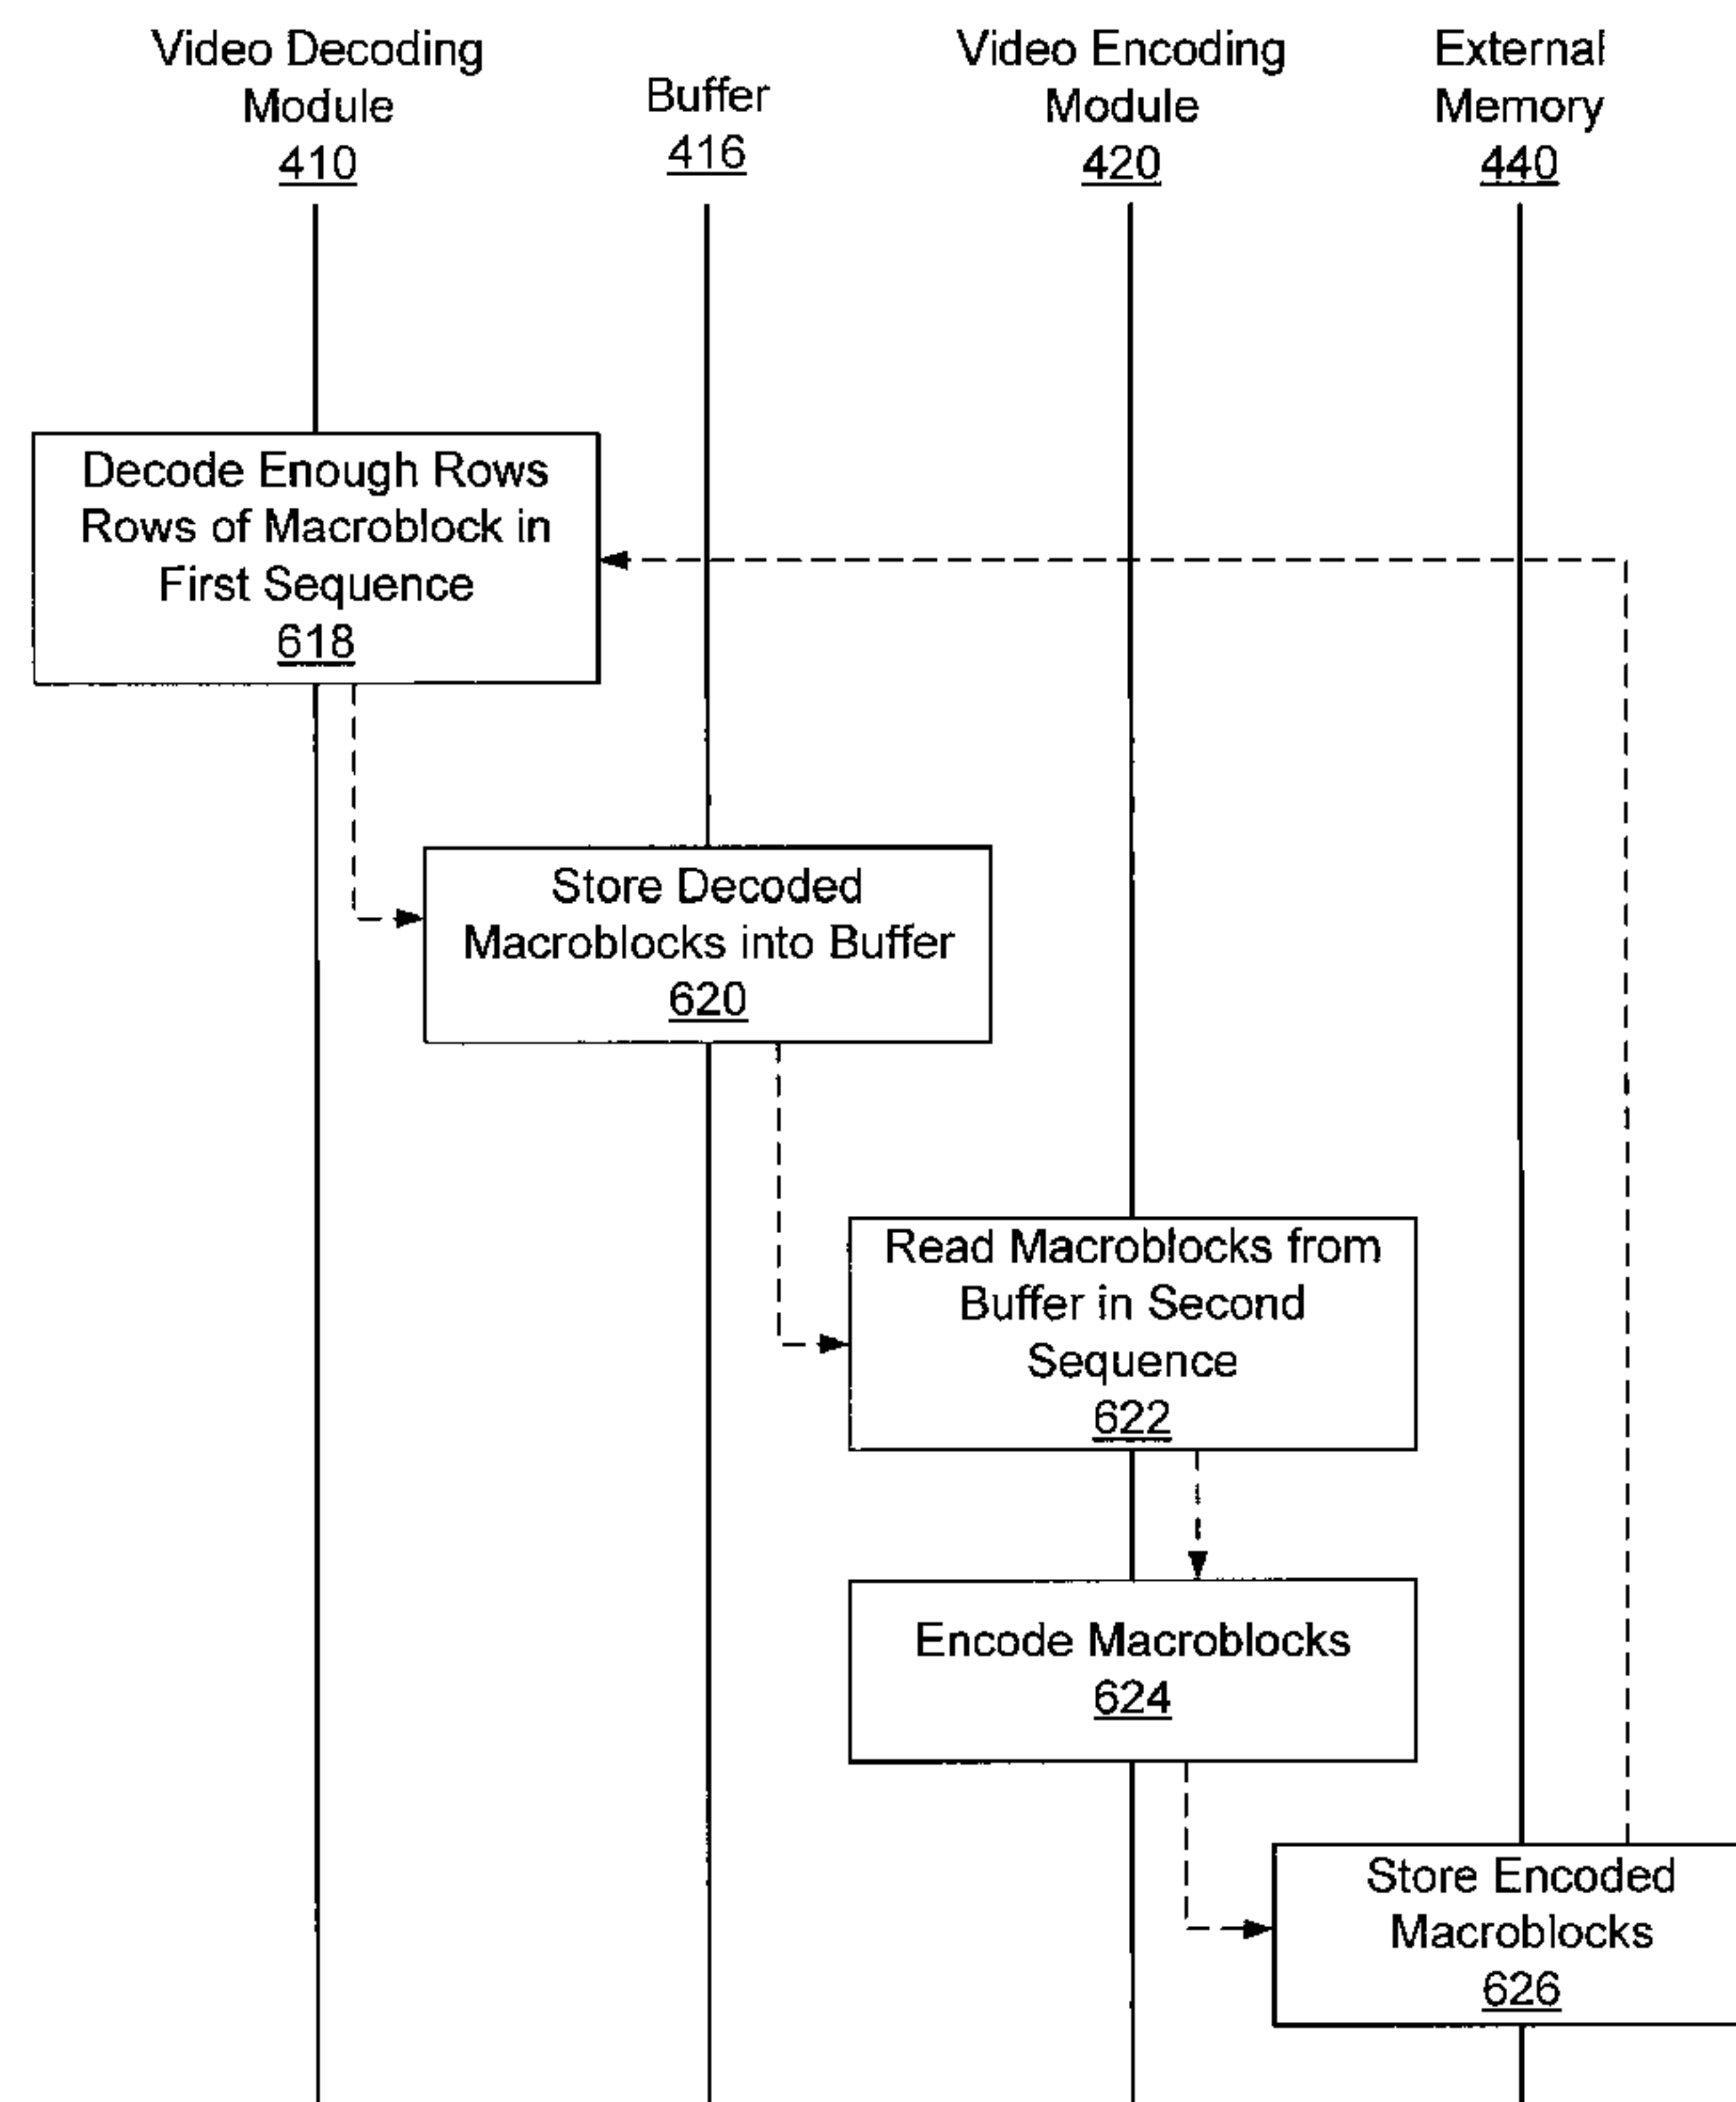 Video Decoding
Module
410
Buffer
416
Video Encoding
Module
420
External
Memory
440
Decode Enough Rows
Rows of Macroblock in
First Sequence
618
Store Decoded
Macroblocks into Buffer
620
Read Macroblocks from
Buffer in Second
Sequence
622
Encode Macroblocks
624
Store Encoded
Macroblocks
626